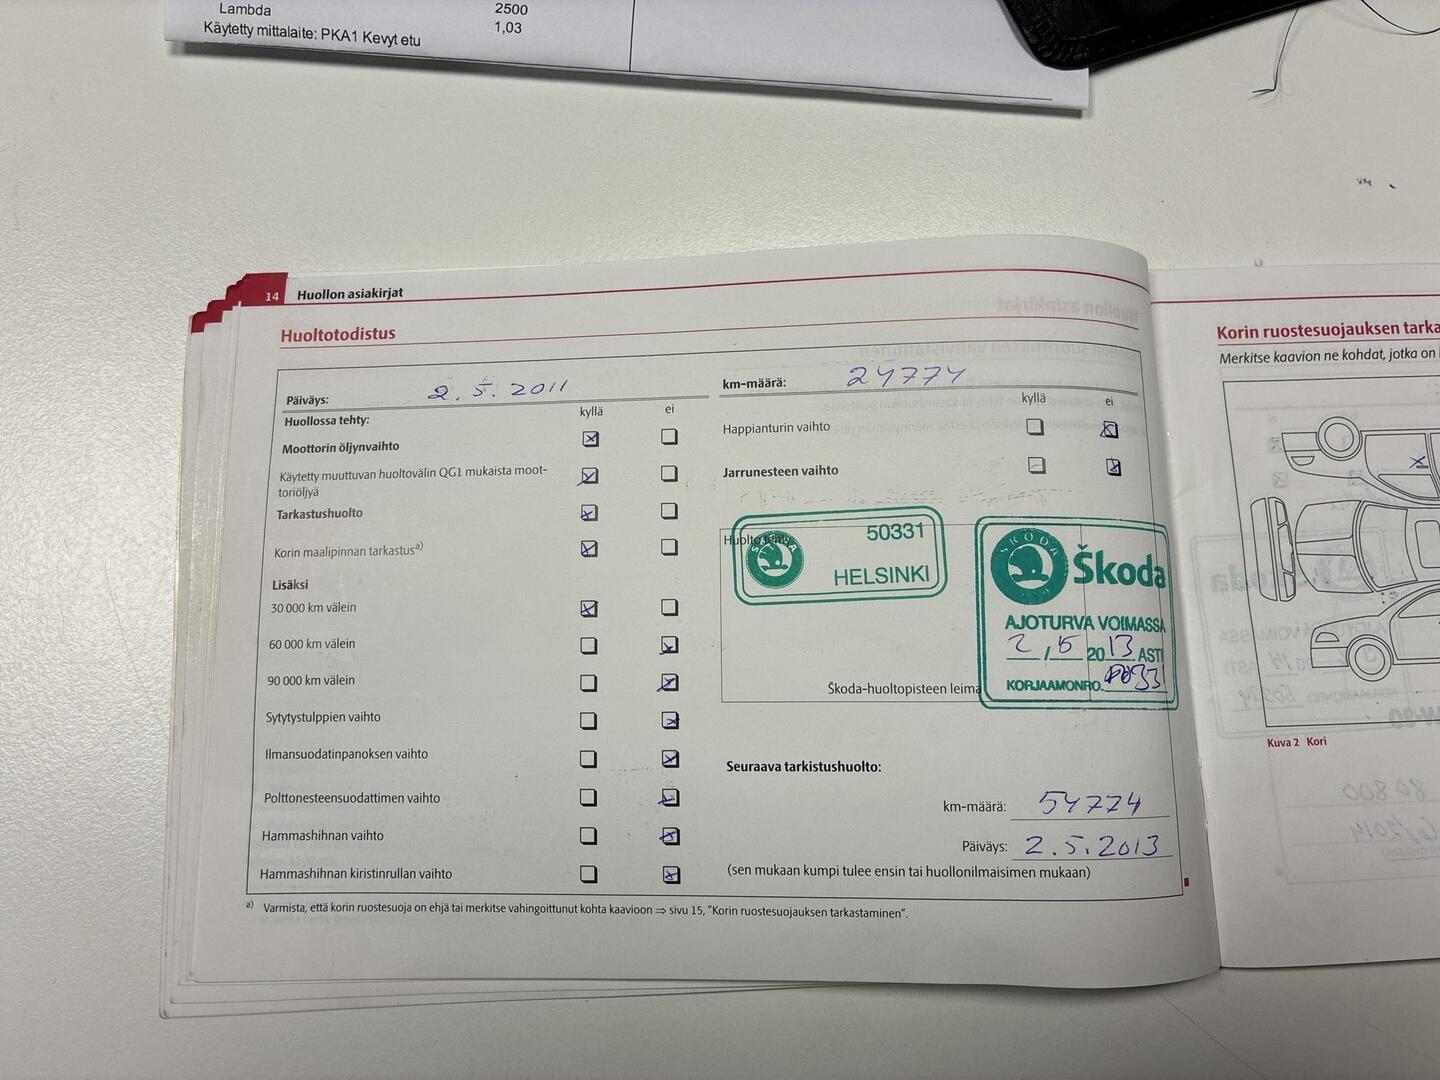 Lambda 2500
Käytetty mittalaite: PKA1 Kevyt etu 1,03
14 Huollon asiakirjat
Huoltotodistus
Päiväys: 2.5.2011
Huollossa tehty: kyllä ei
Moottorin öljynvaihto
Käytetty muuttuvan huoltovälin QG1 mukaista moot-
toriöljyä
Tarkastushuolto
Korin maalipinnan tarkastus a)
Lisäksi
30 000 km välein
60 000 km välein
90 000 km välein
Sytytystulppien vaihto
Ilmansuodatinpanoksen vaihto
Polttonesteensuodattimen vaihto
Hammashihnan vaihto
Hammashihnan kiristinrullan vaihto
km-määrä: 24774
kyllä ei
Happianturin vaihto
Jarrunesteen vaihto
SKODA
50331
HELSINKI
SKODA
Škoda
AJOTURVA VOIMASSA
2/5 2013 ASTI
KORJAAMONRO.
Škoda-huoltopisteen leima
Seuraava tarkistushuolto:
km-määrä: 54774
Päiväys: 2.5.2013
(sen mukaan kumpi tulee ensin tai huollonilmaisimen mukaan)
a) Varmista, että korin ruostesuoja on ehjä tai merkitse vahingoittunut kohta kaavioon ⇒ sivu 15, "Korin ruostesuojauksen tarkastaminen".
Korin ruostesuojauksen tarka
Merkitse kaavion ne kohdat, jotka on
Kuva 2 Kori